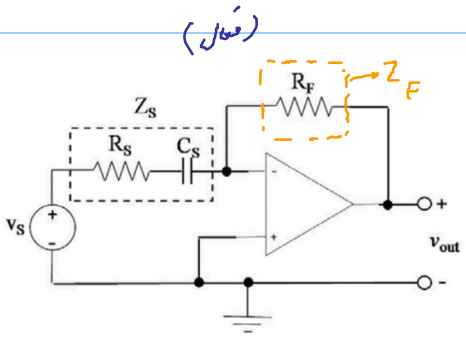 (فعال)
R_F
Z_F
Z_S
R_S
C_S
-
+
v_S
+
-
+
v_out
-